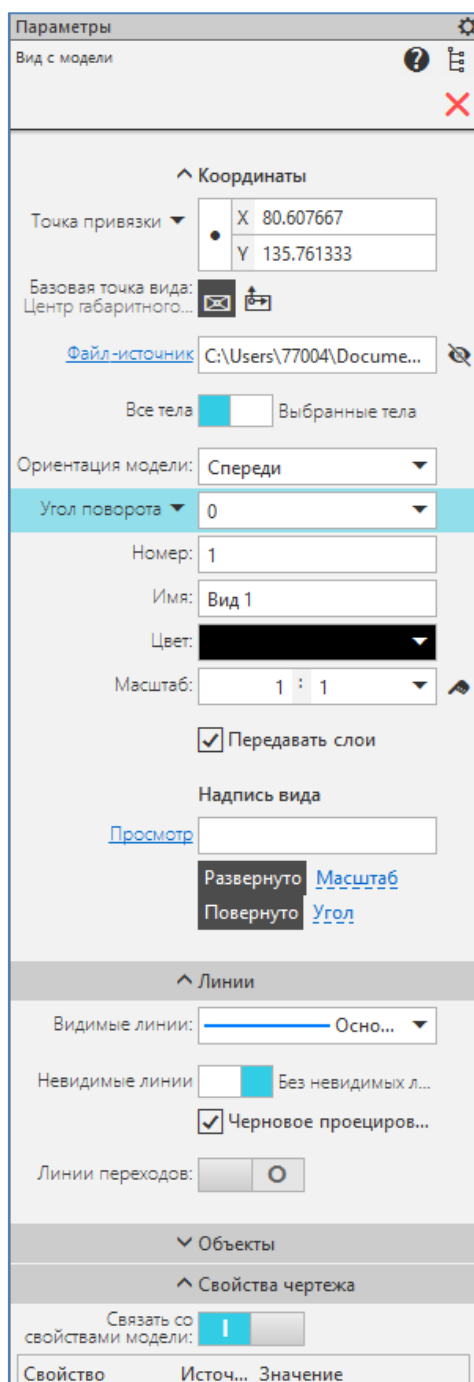 Параметры
Вид с модели
Координаты
Точка привязки X 80.607667
Y 135.761333
Базовая точка вида:
Центр габаритного...
Файл-источник C:\Users\77004\Docume...
Все тела Выбранные тела
Ориентация модели: Спереди
Угол поворота 0
Номер: 1
Имя: Вид 1
Цвет:
Масштаб: 1 : 1
Передавать слои
Надпись вида
Просмотр
Развернуто Масштаб
Повернуто Угол
Линии
Видимые линии: Осно...
Невидимые линии Без невидимых л...
Черновое проециров...
Линии переходов:
Объекты
Свойства чертежа
Связать со
свойствами модели:
Свойство Источ... Значение